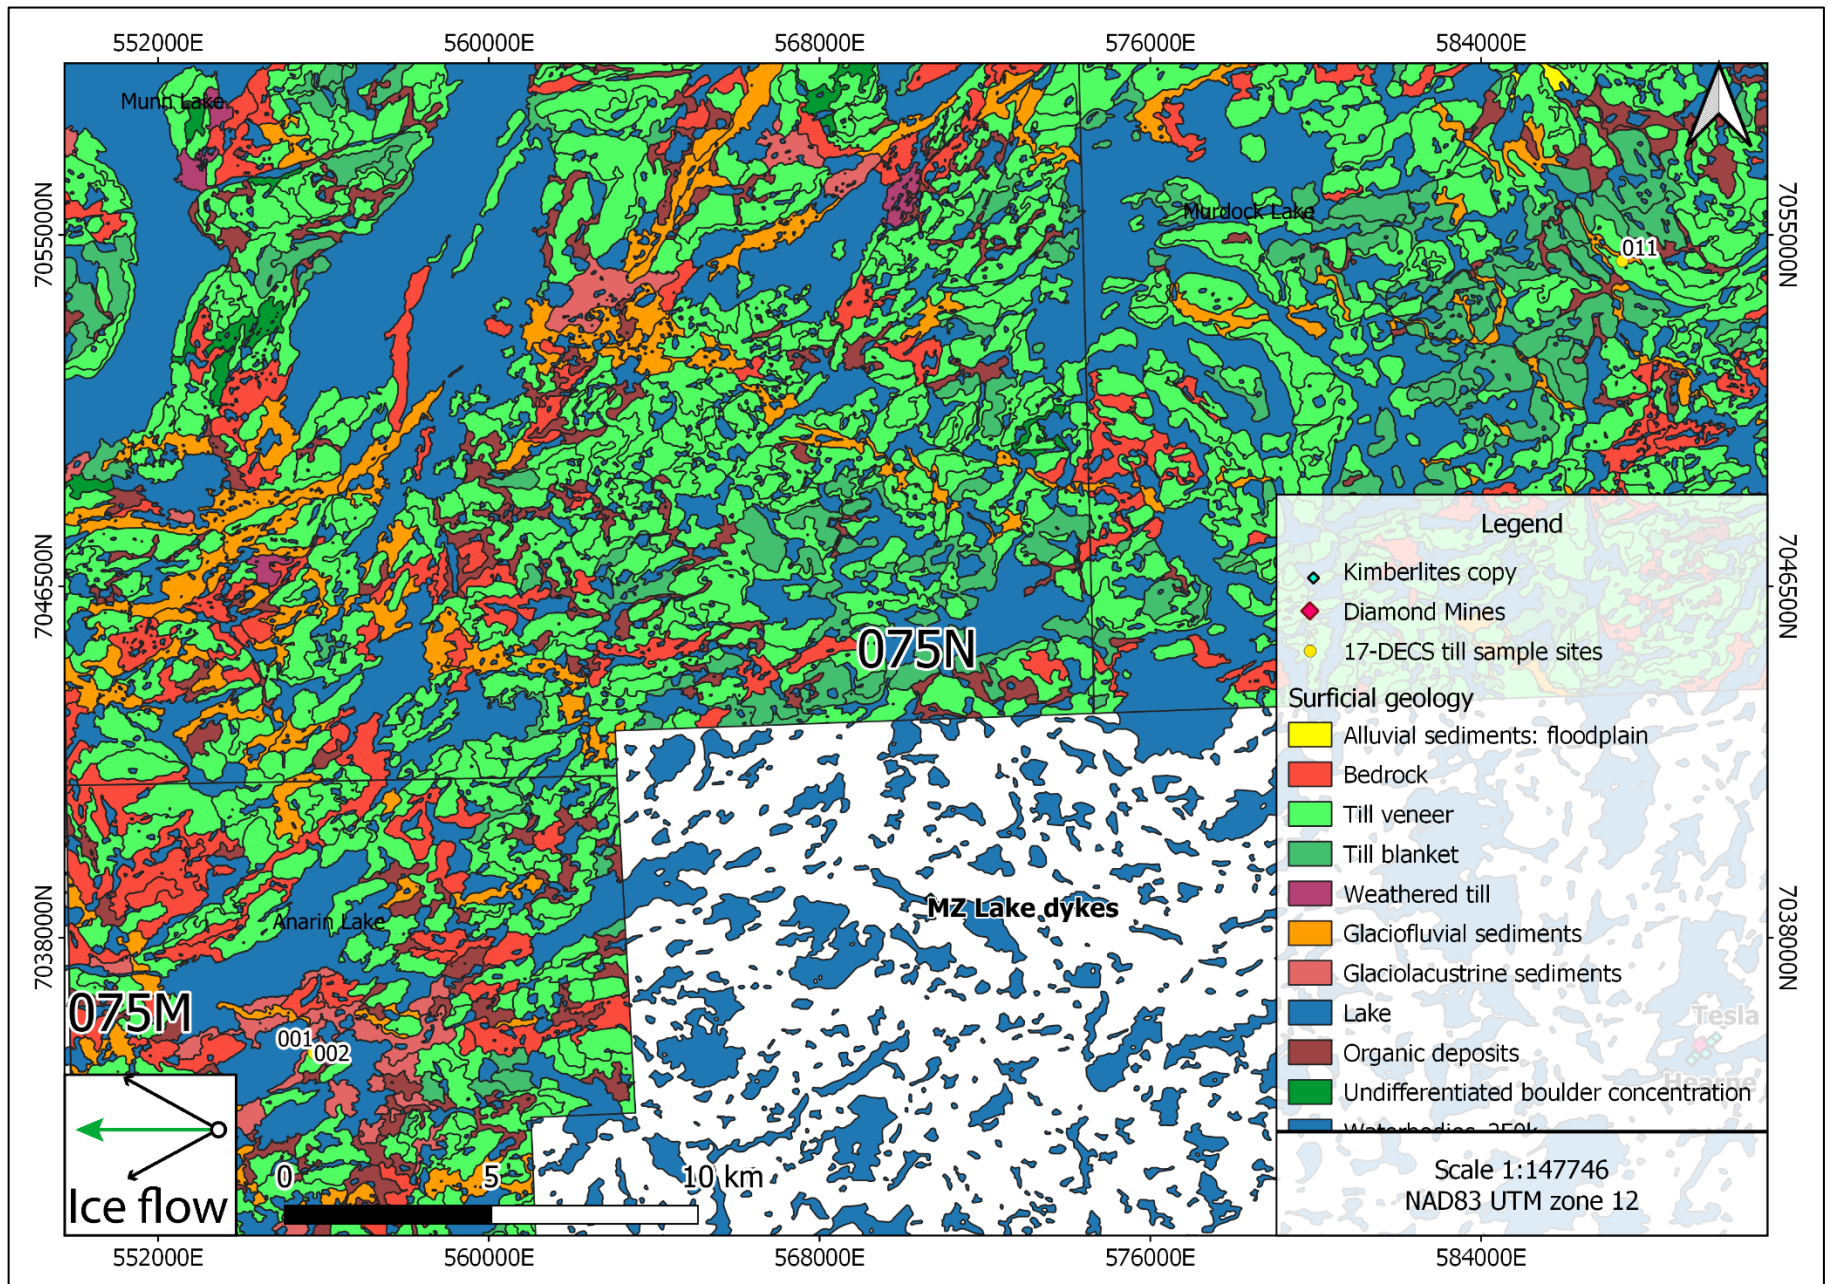 552000E 560000E 568000E 576000E 584000E
Munn Lake
Murdock Lake
7055000N
7055000N
011
Legend
Kimberlites copy
Diamond Mines
17-DECS till sample sites
7046500N
7046500N
075N
Surficial geology
Alluvial sediments: floodplain
Bedrock
Till veneer
Till blanket
Weathered till
Glaciofluvial sediments
Glaciolacustrine sediments
Lake
Organic deposits
Undifferentiated boulder concentration
Waterbodies_250k
MZ Lake dykes
Anarin Lake
7038000N
7038000N
075M
001
002
Tesla
Hearne
Ice flow
0 5 10 km
Scale 1:147746
NAD83 UTM zone 12
552000E 560000E 568000E 576000E 584000E